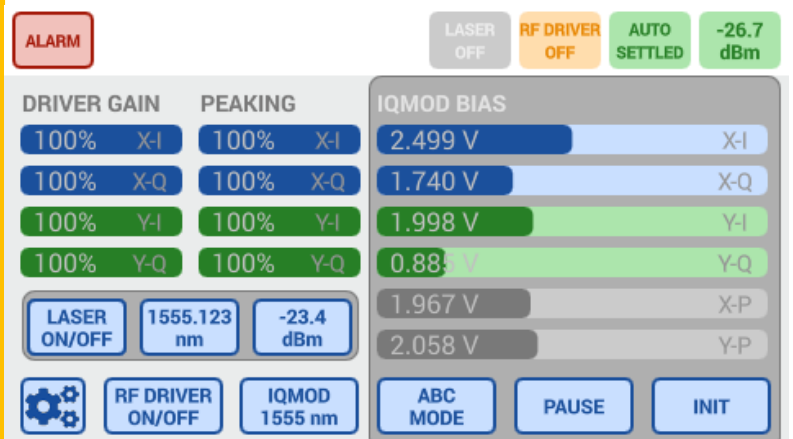 ALARM
LASER
OFF
RF DRIVER
OFF
AUTO
SETTLED
-26.7
dBm
DRIVER GAIN
PEAKING
IQMOD BIAS
100% X-I
100% X-I
2.499 V X-I
100% X-Q
100% X-Q
1.740 V X-Q
100% Y-I
100% Y-I
1.998 V Y-I
100% Y-Q
100% Y-Q
0.885 V Y-Q
1.967 V X-P
2.058 V Y-P
LASER
ON/OFF
1555.123
nm
-23.4
dBm
RF DRIVER
ON/OFF
IQMOD
1555 nm
ABC
MODE
PAUSE
INIT